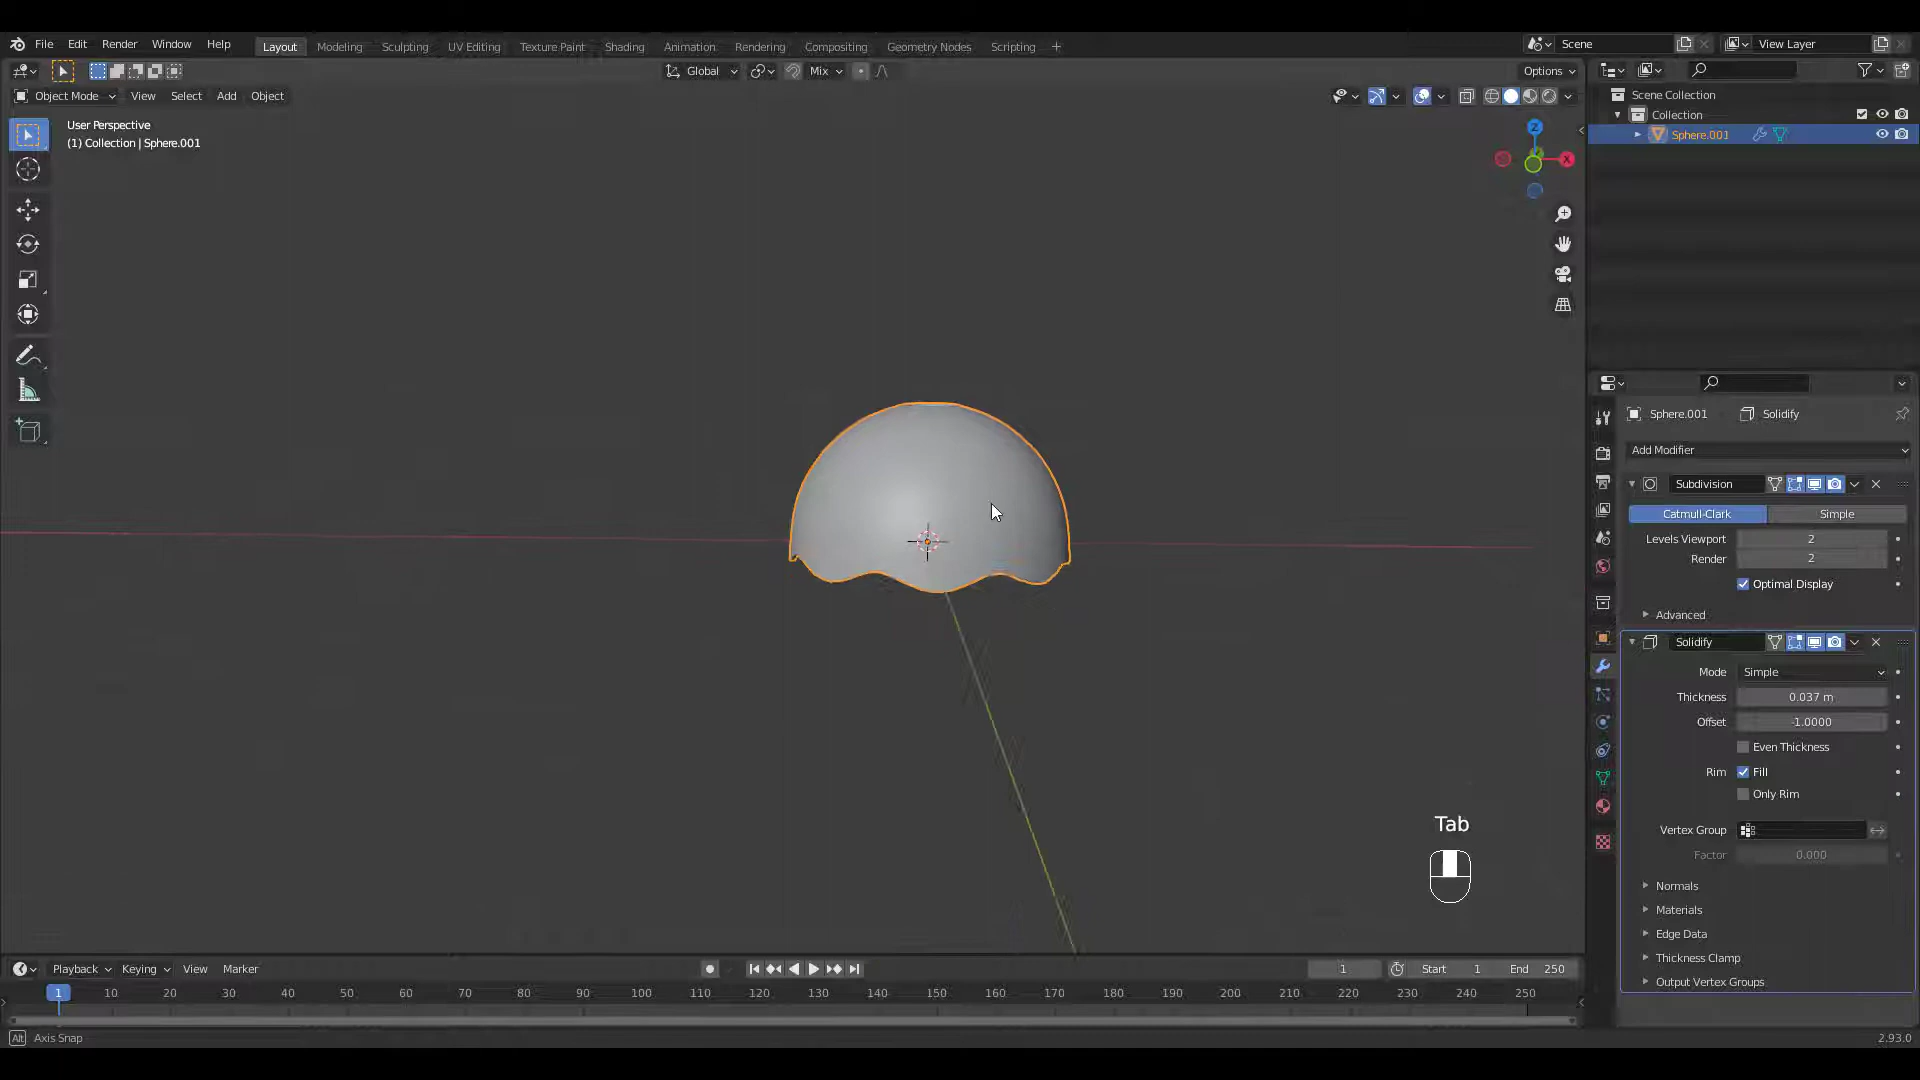 File Edit Render Window Help Layout Modeling Sculpting UV Editing Texture Paint Shading Animation Rendering Compositing Geometry Nodes Scripting + Scene View Layer
Global Mix Options
Object Mode View Select Add Object
User Perspective
(1) Collection | Sphere.001
Z
X
Scene Collection
Collection
Sphere.001
Sphere.001 Solidify
Add Modifier
Subdivision
Catmull-Clark Simple
Levels Viewport 2
Render 2
Optimal Display
Advanced
Solidify
Mode Simple
Thickness 0.037 m
Offset -1.0000
Even Thickness
Rim Fill
Only Rim
Vertex Group
Factor 0.000
Normals
Materials
Edge Data
Thickness Clamp
Output Vertex Groups
Tab
Playback Keying View Marker 1 Start 1 End 250
1 10 20 30 40 50 60 70 80 90 100 110 120 130 140 150 160 170 180 190 200 210 220 230 240 250
Alt Axis Snap 2.93.0